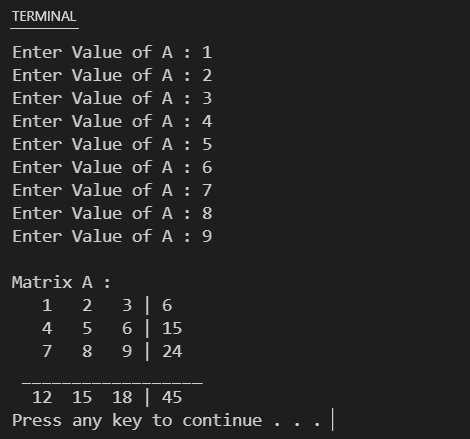 TERMINAL
Enter Value of A : 1
Enter Value of A : 2
Enter Value of A : 3
Enter Value of A : 4
Enter Value of A : 5
Enter Value of A : 6
Enter Value of A : 7
Enter Value of A : 8
Enter Value of A : 9
Matrix A :
   1   2   3 | 6
   4   5   6 | 15
   7   8   9 | 24
 __________________
  12  15  18 | 45
Press any key to continue . . .